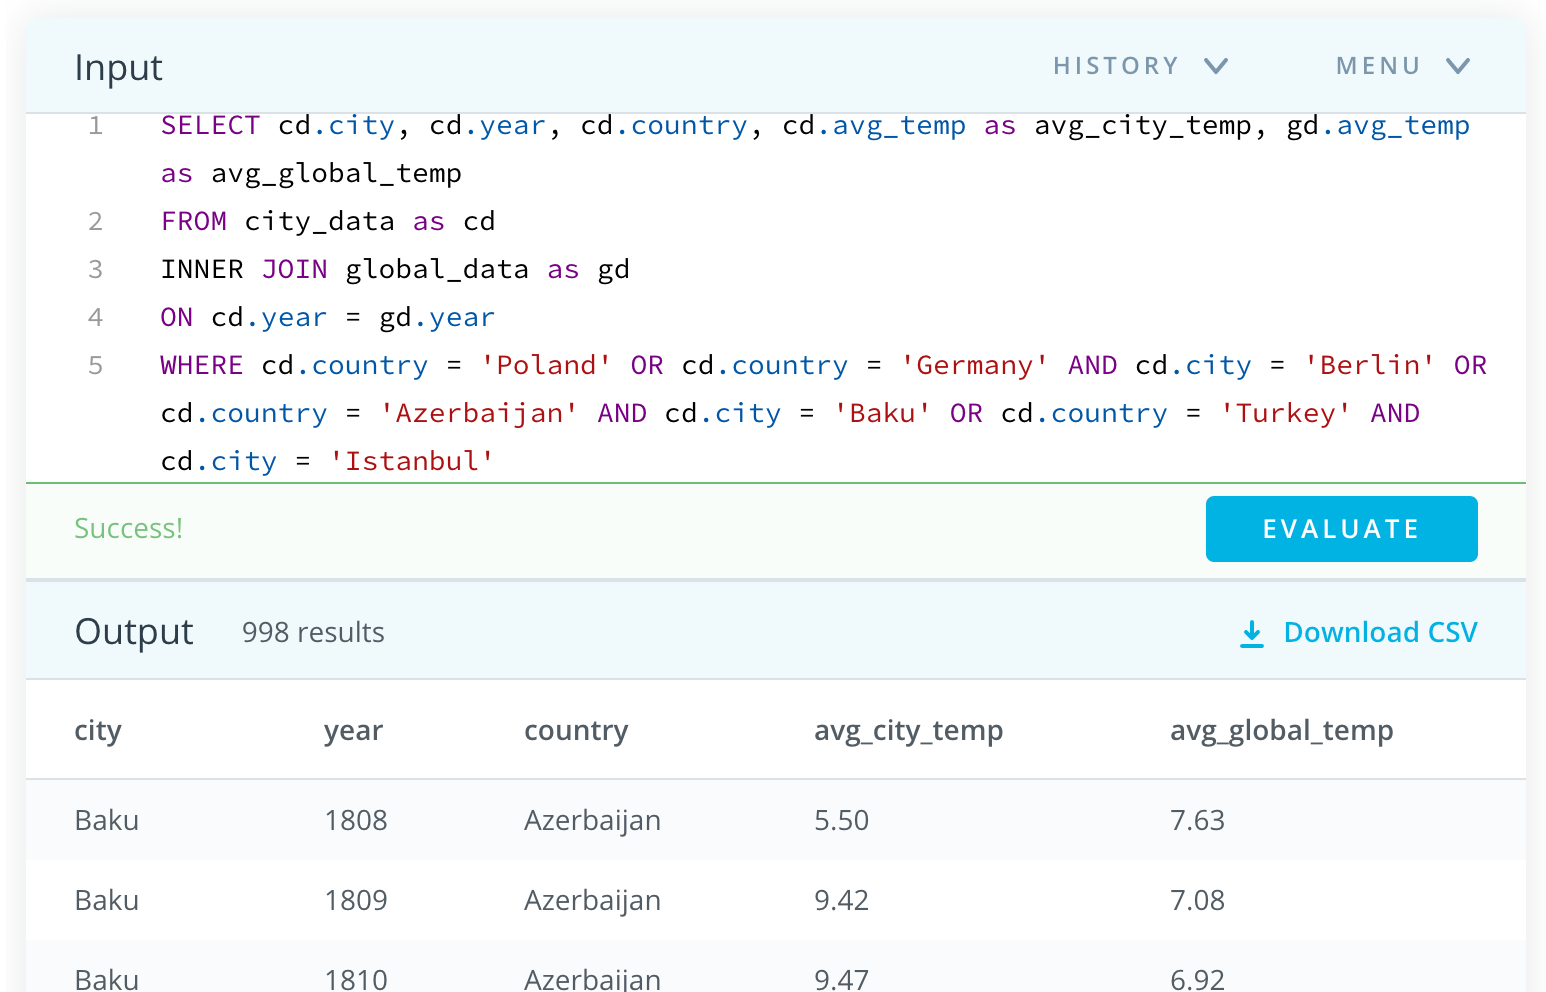 Input HISTORY MENU
1 SELECT cd.city, cd.year, cd.country, cd.avg_temp as avg_city_temp, gd.avg_temp
as avg_global_temp
2 FROM city_data as cd
3 INNER JOIN global_data as gd
4 ON cd.year = gd.year
5 WHERE cd.country = 'Poland' OR cd.country = 'Germany' AND cd.city = 'Berlin' OR
cd.country = 'Azerbaijan' AND cd.city = 'Baku' OR cd.country = 'Turkey' AND
cd.city = 'Istanbul'
Success! EVALUATE
Output 998 results Download CSV
city year country avg_city_temp avg_global_temp
Baku 1808 Azerbaijan 5.50 7.63
Baku 1809 Azerbaijan 9.42 7.08
Baku 1810 Azerbaijan 9.47 6.92